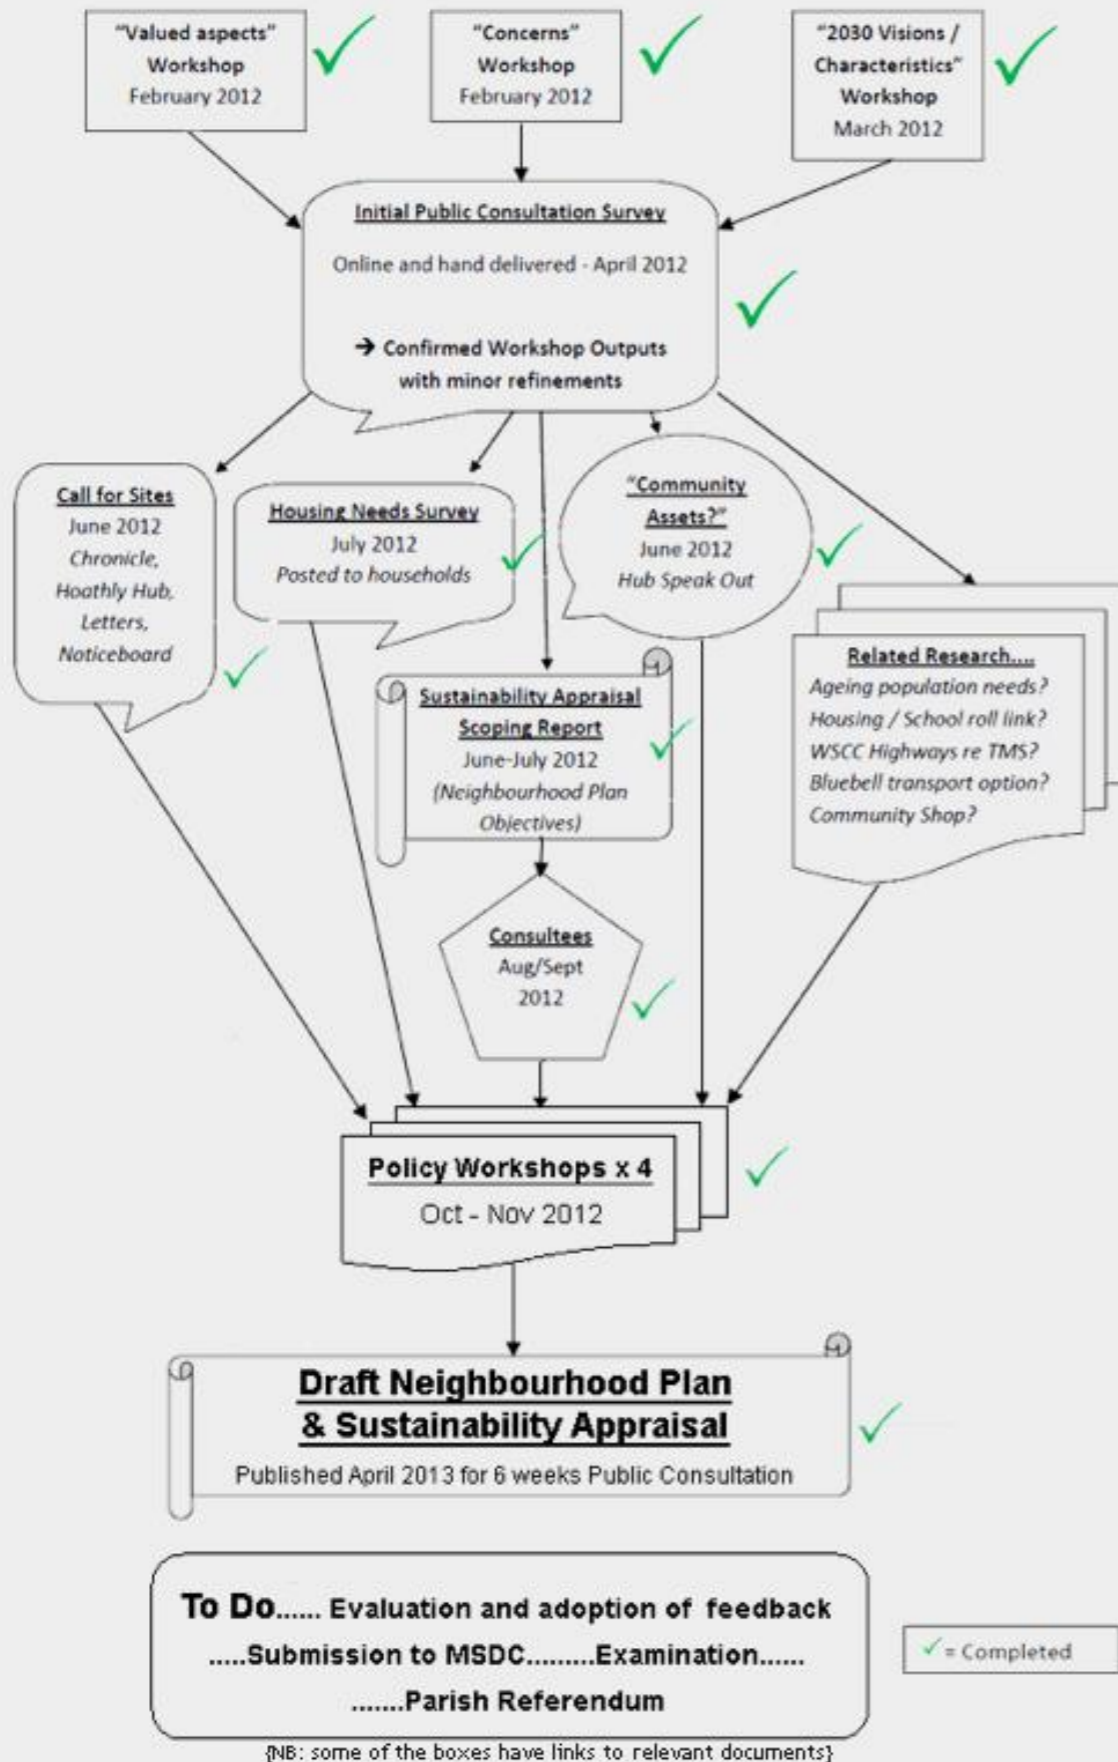 "Valued aspects"
Workshop
February 2012
"Concerns"
Workshop
February 2012
"2030 Visions /
Characteristics"
Workshop
March 2012
Initial Public Consultation Survey
Online and hand delivered - April 2012
→ Confirmed Workshop Outputs
with minor refinements
Call for Sites
June 2012
Chronicle,
Hoathly Hub,
Letters,
Noticeboard
Housing Needs Survey
July 2012
Posted to households
"Community
Assets?"
June 2012
Hub Speak Out
Sustainability Appraisal
Scoping Report
June-July 2012
(Neighbourhood Plan
Objectives)
Related Research....
Ageing population needs?
Housing / School roll link?
WSCC Highways re TMS?
Bluebell transport option?
Community Shop?
Consultees
Aug/Sept
2012
Policy Workshops x 4
Oct - Nov 2012
Draft Neighbourhood Plan
& Sustainability Appraisal
Published April 2013 for 6 weeks Public Consultation
To Do...... Evaluation and adoption of feedback
.....Submission to MSDC.........Examination......
.......Parish Referendum
✓ = Completed
{NB: some of the boxes have links to relevant documents}